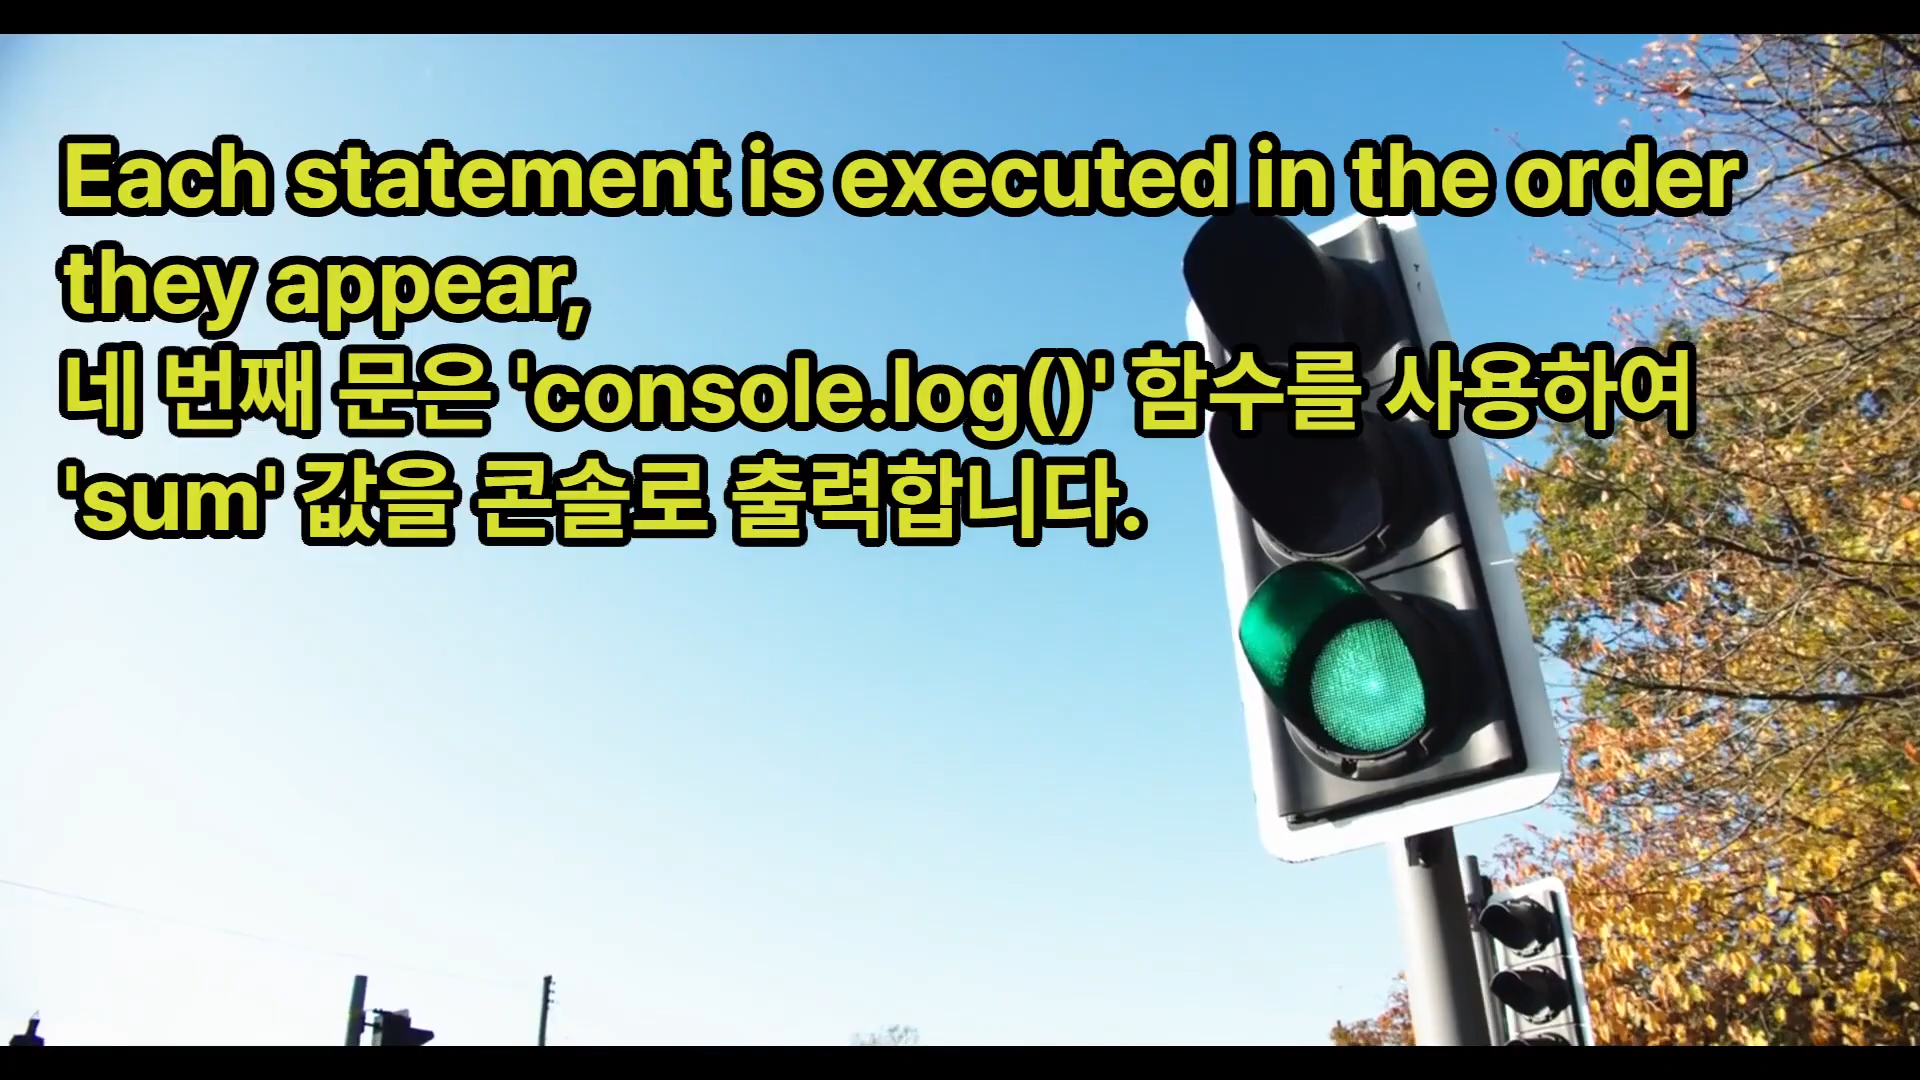 Each statement is executed in the order
they appear,
네 번째 문은 'console.log()' 함수를 사용하여
'sum' 값을 콘솔로 출력합니다.